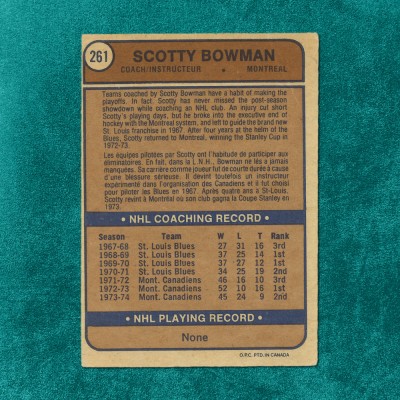 261
SCOTTY BOWMAN
COACH/INSTRUCTEUR • MONTREAL
Teams coached by Scotty Bowman have a habit of making the
playoffs. In fact, Scotty has never missed the post-season
showdown while coaching an NHL club. An injury cut short
Scotty's playing days, but he broke into the executive end of
hockey with the Montreal system, and left to guide the brand new
St. Louis franchise in 1967. After four years at the helm of the
Blues, Scotty returned to Montreal, winning the Stanley Cup in
1972-73.
Les équipes pilotées par Scotty ont l'habitude de participer aux
éliminatoires. En fait, dans la L.N.H., Bowman ne les a jamais
manquées. Sa carrière comme joueur fut de courte durée à cause
d'une blessure sérieuse. Il devint toutefois un instructeur
expérimenté dans l'organisation des Canadiens et il fut choisi
pour piloter les Blues en 1967. Après quatre ans à St-Louis,
Scotty revint à Montréal ou son club gagna la Coupe Stanley en
1973.
• NHL COACHING RECORD •
Season Team W L T Rank
1967-68 St. Louis Blues 27 31 16 3rd
1968-69 St. Louis Blues 37 25 14 1st
1969-70 St. Louis Blues 37 27 12 1st
1970-71 St. Louis Blues 34 25 19 2nd
1971-72 Mont. Canadiens 46 16 10 3rd
1972-73 Mont. Canadiens 52 10 16 1st
1973-74 Mont. Canadiens 45 24 9 2nd
• NHL PLAYING RECORD •
None
O.P.C. PTD. IN CANADA